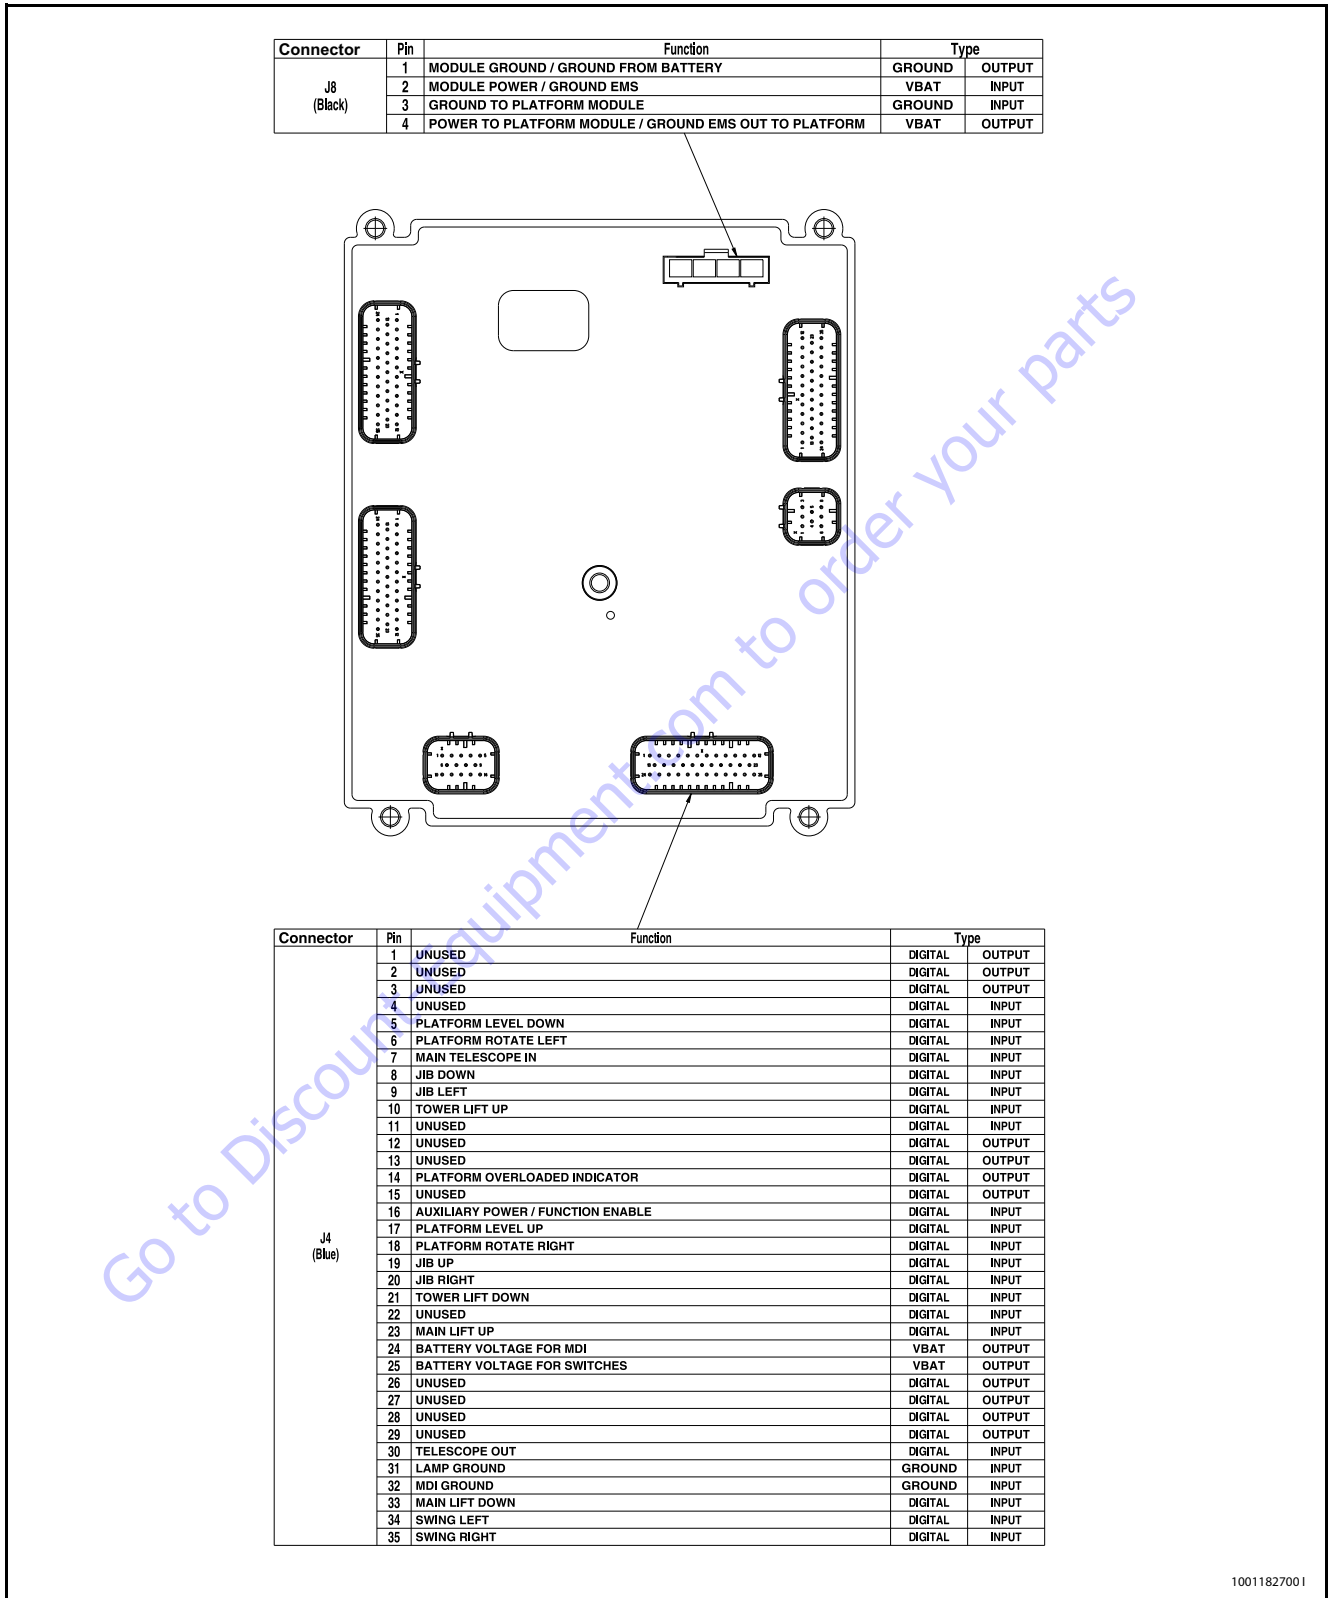 Connector Pin Function Type
J8 (Black)
1 MODULE GROUND / GROUND FROM BATTERY GROUND OUTPUT
2 MODULE POWER / GROUND EMS VBAT INPUT
3 GROUND TO PLATFORM MODULE GROUND INPUT
4 POWER TO PLATFORM MODULE / GROUND EMS OUT TO PLATFORM VBAT OUTPUT
Go to Discount-Equipment.com to order your parts
Connector Pin Function Type
J4 (Blue)
1 UNUSED DIGITAL OUTPUT
2 UNUSED DIGITAL OUTPUT
3 UNUSED DIGITAL OUTPUT
4 UNUSED DIGITAL INPUT
5 PLATFORM LEVEL DOWN DIGITAL INPUT
6 PLATFORM ROTATE LEFT DIGITAL INPUT
7 MAIN TELESCOPE IN DIGITAL INPUT
8 JIB DOWN DIGITAL INPUT
9 JIB LEFT DIGITAL INPUT
10 TOWER LIFT UP DIGITAL INPUT
11 UNUSED DIGITAL INPUT
12 UNUSED DIGITAL OUTPUT
13 UNUSED DIGITAL OUTPUT
14 PLATFORM OVERLOADED INDICATOR DIGITAL OUTPUT
15 UNUSED DIGITAL OUTPUT
16 AUXILIARY POWER / FUNCTION ENABLE DIGITAL INPUT
17 PLATFORM LEVEL UP DIGITAL INPUT
18 PLATFORM ROTATE RIGHT DIGITAL INPUT
19 JIB UP DIGITAL INPUT
20 JIB RIGHT DIGITAL INPUT
21 TOWER LIFT DOWN DIGITAL INPUT
22 UNUSED DIGITAL INPUT
23 MAIN LIFT UP DIGITAL INPUT
24 BATTERY VOLTAGE FOR MDI VBAT OUTPUT
25 BATTERY VOLTAGE FOR SWITCHES VBAT OUTPUT
26 UNUSED DIGITAL OUTPUT
27 UNUSED DIGITAL OUTPUT
28 UNUSED DIGITAL OUTPUT
29 UNUSED DIGITAL OUTPUT
30 TELESCOPE OUT DIGITAL INPUT
31 LAMP GROUND GROUND INPUT
32 MDI GROUND GROUND INPUT
33 MAIN LIFT DOWN DIGITAL INPUT
34 SWING LEFT DIGITAL INPUT
35 SWING RIGHT DIGITAL INPUT
1001182700 I